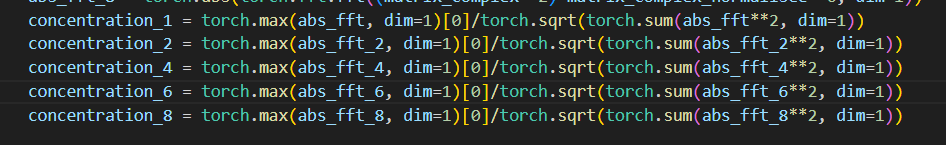 concentration_1 = torch.max(abs_fft, dim=1)[0]/torch.sqrt(torch.sum(abs_fft**2, dim=1))
concentration_2 = torch.max(abs_fft_2, dim=1)[0]/torch.sqrt(torch.sum(abs_fft_2**2, dim=1))
concentration_4 = torch.max(abs_fft_4, dim=1)[0]/torch.sqrt(torch.sum(abs_fft_4**2, dim=1))
concentration_6 = torch.max(abs_fft_6, dim=1)[0]/torch.sqrt(torch.sum(abs_fft_6**2, dim=1))
concentration_8 = torch.max(abs_fft_8, dim=1)[0]/torch.sqrt(torch.sum(abs_fft_8**2, dim=1))